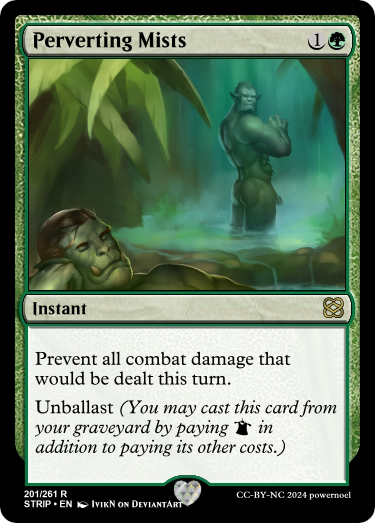 Perverting Mists 1
Instant
Prevent all combat damage that
would be dealt this turn.
Unballast (You may cast this card from
your graveyard by paying in
addition to paying its other costs.)
201/261 R
STRIP • EN IvikN on DeviantArt
CC-BY-NC 2024 powernoel